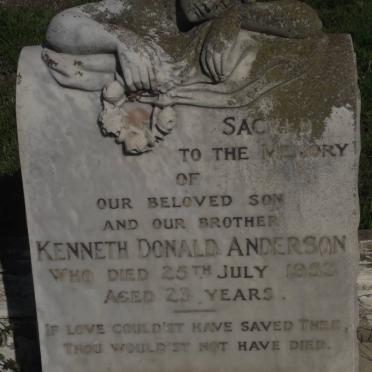 SAC
TO THE MEMORY
OF
OUR BELOVED SON
AND OUR BROTHER
KENNETH DONALD ANDERSON
WHO DIED 25TH JULY
AGED 23 YEARS.
IF LOVE COULD'ST HAVE SAVED THEE,
THOU WOULD'ST NOT HAVE DIED.